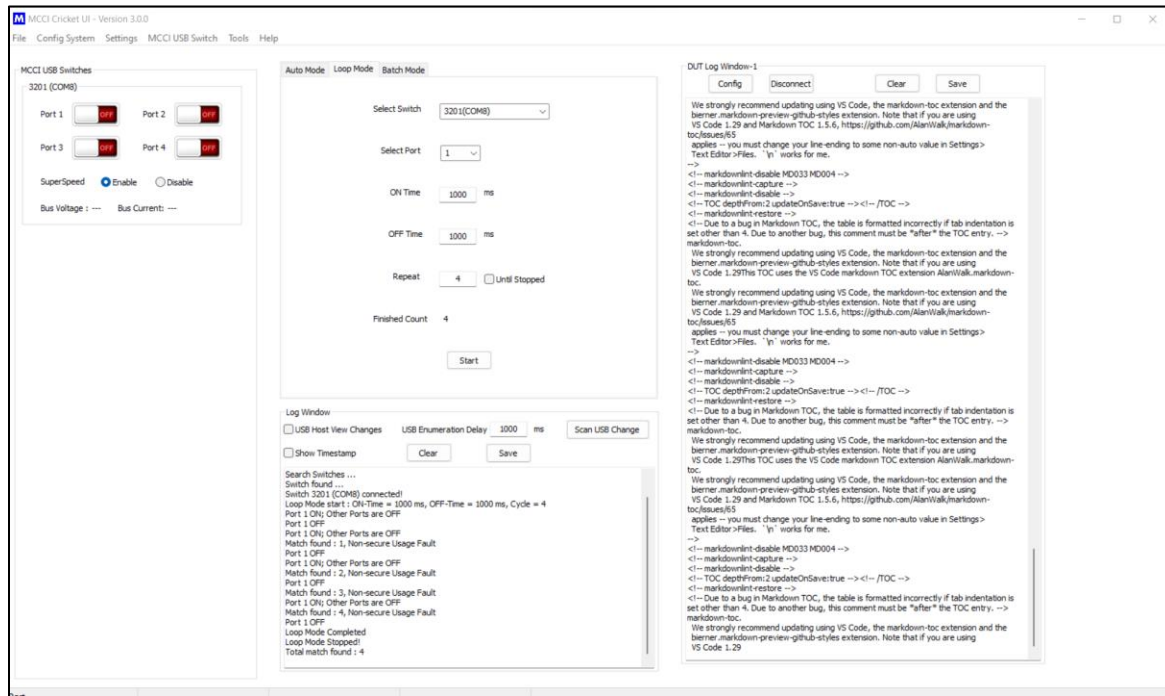 M MCCI Cricket UI - Version 3.0.0
File Config System Settings MCCI USB Switch Tools Help
MCCI USB Switches
3201 (COM8)
Port 1 OFF Port 2 OFF
Port 3 OFF Port 4 OFF
SuperSpeed Enable Disable
Bus Voltage : --- Bus Current: ---
Auto Mode Loop Mode Batch Mode
Select Switch 3201(COM8)
Select Port 1
ON Time 1000 ms
OFF Time 1000 ms
Repeat 4 Until Stopped
Finished Count 4
Start
Log Window
USB Host View Changes USB Enumeration Delay 1000 ms Scan USB Change
Show Timestamp Clear Save
Search Switches ...
Switch found ...
Switch 3201 (COM8) connected!
Loop Mode start : ON-Time = 1000 ms, OFF-Time = 1000 ms, Cycle = 4
Port 1 ON; Other Ports are OFF
Port 1 OFF
Port 1 ON; Other Ports are OFF
Match found : 1, Non-secure Usage Fault
Port 1 OFF
Port 1 ON; Other Ports are OFF
Match found : 2, Non-secure Usage Fault
Port 1 OFF
Match found : 3, Non-secure Usage Fault
Port 1 ON; Other Ports are OFF
Match found : 4, Non-secure Usage Fault
Port 1 OFF
Loop Mode Completed
Loop Mode Stopped!
Total match found : 4
DUT Log Window-1
Config Disconnect Clear Save
We strongly recommend updating using VS Code, the markdown-toc extension and the
bierner.markdown-preview-github-styles extension. Note that if you are using
VS Code 1.29 and Markdown TOC 1.5.6, https://github.com/AlanWalk/markdown-
toc/issues/65
applies -- you must change your line-ending to some non-auto value in Settings>
Text Editor>Files. `\n` works for me.
-->
<!-- markdownlint-disable MD033 MD004 -->
<!-- markdownlint-capture -->
<!-- markdownlint-disable -->
<!-- TOC depthFrom:2 updateOnSave:true --><!-- /TOC -->
<!-- markdownlint-restore -->
<!-- Due to a bug in Markdown TOC, the table is formatted incorrectly if tab indentation is
set other than 4. Due to another bug, this comment must be *after* the TOC entry. -->
markdown-toc.
We strongly recommend updating using VS Code, the markdown-toc extension and the
bierner.markdown-preview-github-styles extension. Note that if you are using
VS Code 1.29This TOC uses the VS Code markdown TOC extension AlanWalk.markdown-
toc.
We strongly recommend updating using VS Code, the markdown-toc extension and the
bierner.markdown-preview-github-styles extension. Note that if you are using
VS Code 1.29 and Markdown TOC 1.5.6, https://github.com/AlanWalk/markdown-
toc/issues/65
applies -- you must change your line-ending to some non-auto value in Settings>
Text Editor>Files. `\n` works for me.
-->
<!-- markdownlint-disable MD033 MD004 -->
<!-- markdownlint-capture -->
<!-- markdownlint-disable -->
<!-- TOC depthFrom:2 updateOnSave:true --><!-- /TOC -->
<!-- markdownlint-restore -->
<!-- Due to a bug in Markdown TOC, the table is formatted incorrectly if tab indentation is
set other than 4. Due to another bug, this comment must be *after* the TOC entry. -->
markdown-toc.
We strongly recommend updating using VS Code, the markdown-toc extension and the
bierner.markdown-preview-github-styles extension. Note that if you are using
VS Code 1.29This TOC uses the VS Code markdown TOC extension AlanWalk.markdown-
toc.
We strongly recommend updating using VS Code, the markdown-toc extension and the
bierner.markdown-preview-github-styles extension. Note that if you are using
VS Code 1.29 and Markdown TOC 1.5.6, https://github.com/AlanWalk/markdown-
toc/issues/65
applies -- you must change your line-ending to some non-auto value in Settings>
Text Editor>Files. `\n` works for me.
-->
<!-- markdownlint-disable MD033 MD004 -->
<!-- markdownlint-capture -->
<!-- markdownlint-disable -->
<!-- TOC depthFrom:2 updateOnSave:true --><!-- /TOC -->
<!-- markdownlint-restore -->
<!-- Due to a bug in Markdown TOC, the table is formatted incorrectly if tab indentation is
set other than 4. Due to another bug, this comment must be *after* the TOC entry. -->
markdown-toc.
We strongly recommend updating using VS Code, the markdown-toc extension and the
bierner.markdown-preview-github-styles extension. Note that if you are using
VS Code 1.29